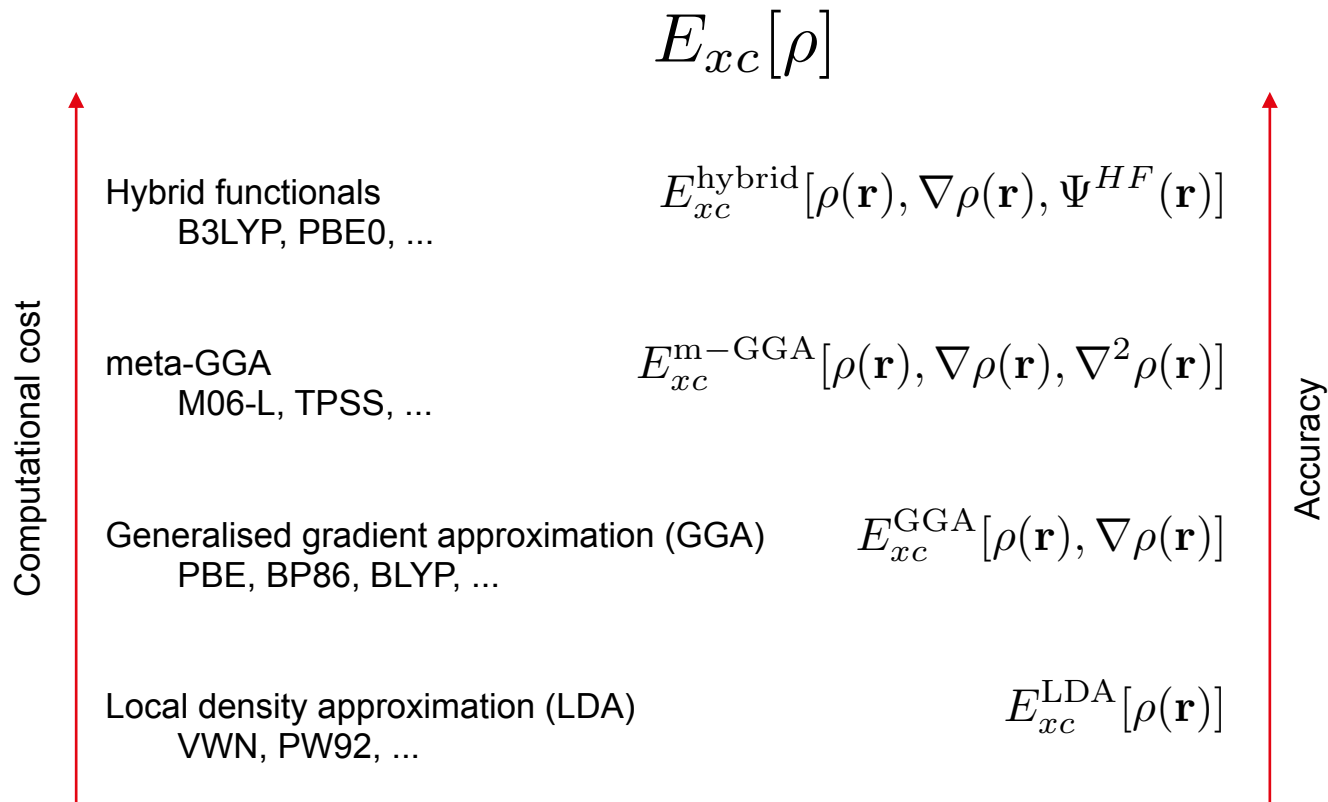 E_{xc}[ρ]
Hybrid functionals
B3LYP, PBE0, ...
E_{xc}^{hybrid}[ρ(r), ∇ρ(r), Ψ^{HF}(r)]
meta-GGA
M06-L, TPSS, ...
E_{xc}^{m−GGA}[ρ(r), ∇ρ(r), ∇²ρ(r)]
Generalised gradient approximation (GGA)
PBE, BP86, BLYP, ...
E_{xc}^{GGA}[ρ(r), ∇ρ(r)]
Local density approximation (LDA)
VWN, PW92, ...
E_{xc}^{LDA}[ρ(r)]
Computational cost
Accuracy